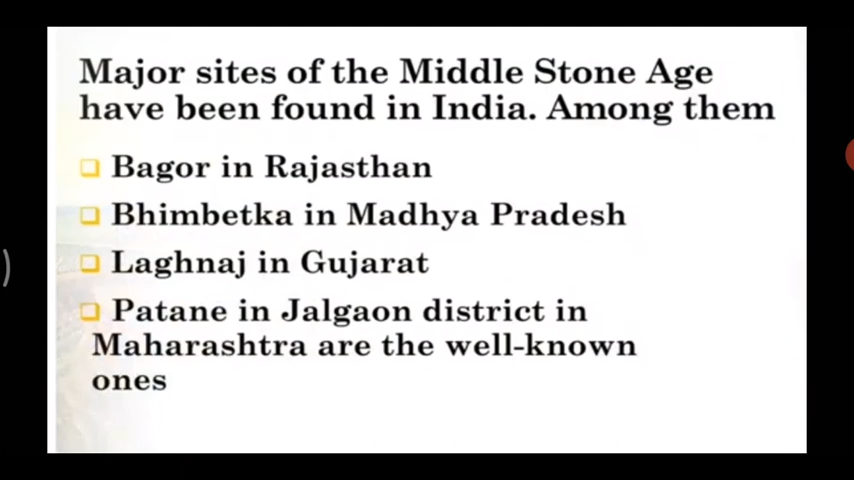 Major sites of the Middle Stone Age
have been found in India. Among them
Bagor in Rajasthan
Bhimbetka in Madhya Pradesh
Laghnaj in Gujarat
Patane in Jalgaon district in
Maharashtra are the well-known
ones